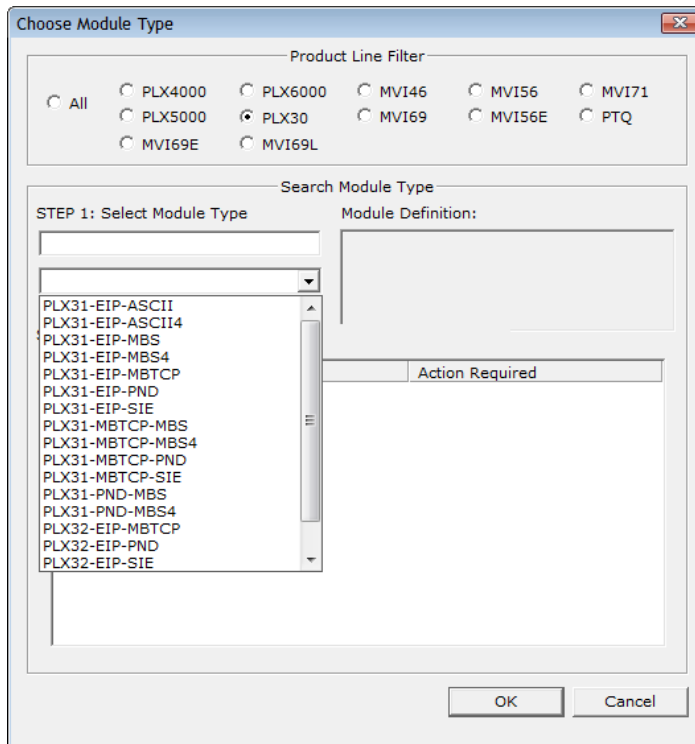 Choose Module Type
Product Line Filter
All
PLX4000
PLX6000
MVI46
MVI56
MVI71
PLX5000
PLX30
MVI69
MVI56E
PTQ
MVI69E
MVI69L
Search Module Type
STEP 1: Select Module Type
Module Definition:
PLX31-EIP-ASCII
PLX31-EIP-ASCII4
PLX31-EIP-MBS
PLX31-EIP-MBS4
PLX31-EIP-MBTCP
PLX31-EIP-PND
PLX31-EIP-SIE
PLX31-MBTCP-MBS
PLX31-MBTCP-MBS4
PLX31-MBTCP-PND
PLX31-MBTCP-SIE
PLX31-PND-MBS
PLX31-PND-MBS4
PLX32-EIP-MBTCP
PLX32-EIP-PND
PLX32-EIP-SIE
Action Required
OK
Cancel